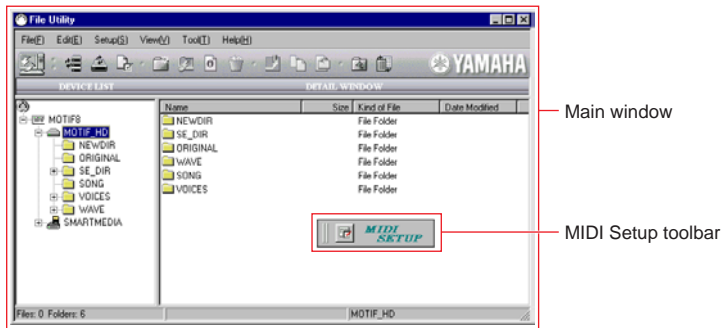 File Utility
File(F) Edit(E) Setup(S) View(V) Tool(T) Help(H)
YAMAHA
DEVICE LIST DETAIL WINDOW
Name Size Kind of File Date Modified
MOTIF8
MOTIF_HD
NEWDIR
ORIGINAL
SE_DIR
SONG
VOICES
WAVE
SMARTMEDIA
NEWDIR File Folder
SE_DIR File Folder
ORIGINAL File Folder
WAVE File Folder
SONG File Folder
VOICES File Folder
MIDI
SETUP
Files: 0 Folders: 6 MOTIF_HD
Main window
MIDI Setup toolbar